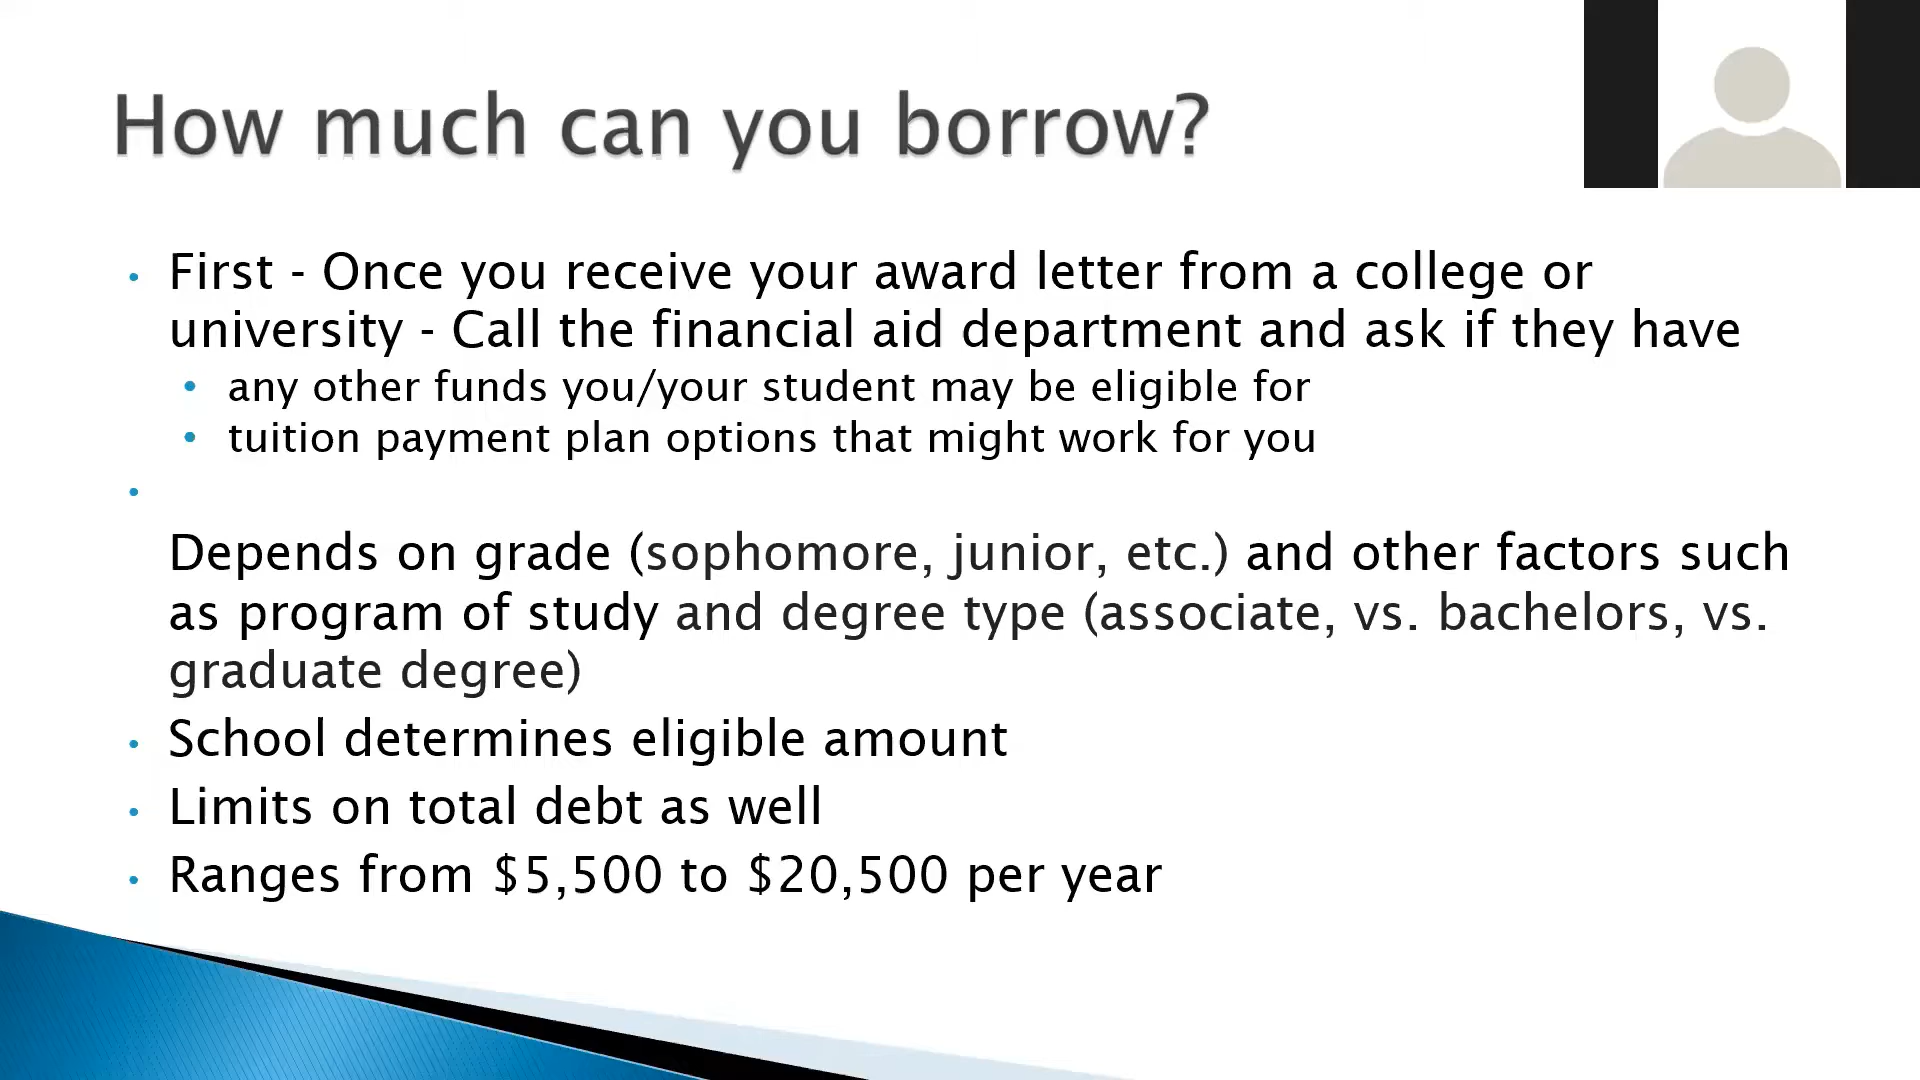 How much can you borrow?
• First - Once you receive your award letter from a college or
university - Call the financial aid department and ask if they have
• any other funds you/your student may be eligible for
• tuition payment plan options that might work for you
•
Depends on grade (sophomore, junior, etc.) and other factors such
as program of study and degree type (associate, vs. bachelors, vs.
graduate degree)
• School determines eligible amount
• Limits on total debt as well
• Ranges from $5,500 to $20,500 per year